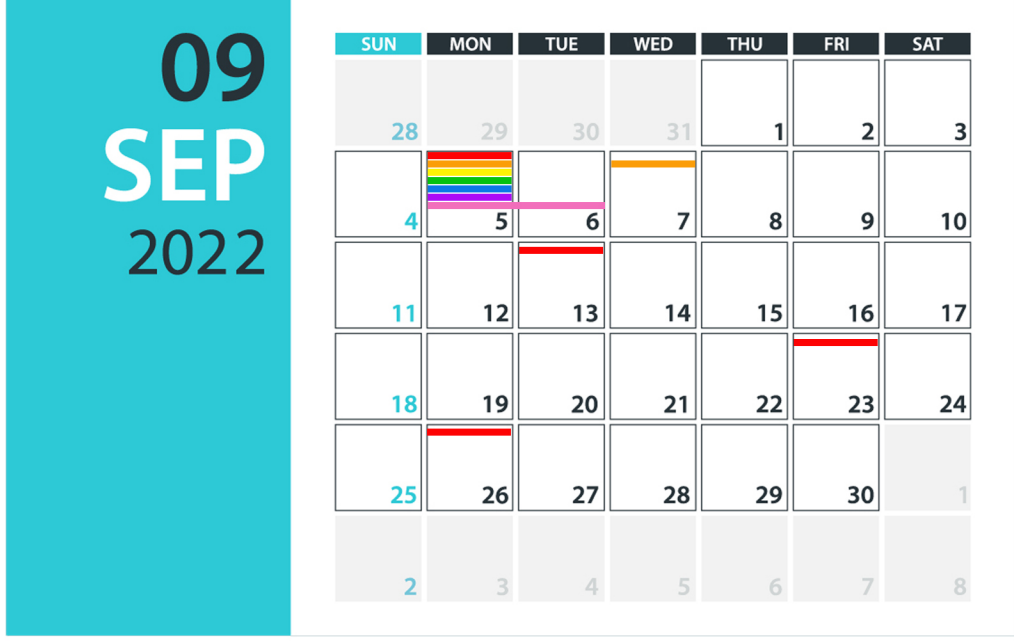 09
SEP
2022
SUN MON TUE WED THU FRI SAT
28 29 30 31 1 2 3
4 5 6 7 8 9 10
11 12 13 14 15 16 17
18 19 20 21 22 23 24
25 26 27 28 29 30 1
2 3 4 5 6 7 8